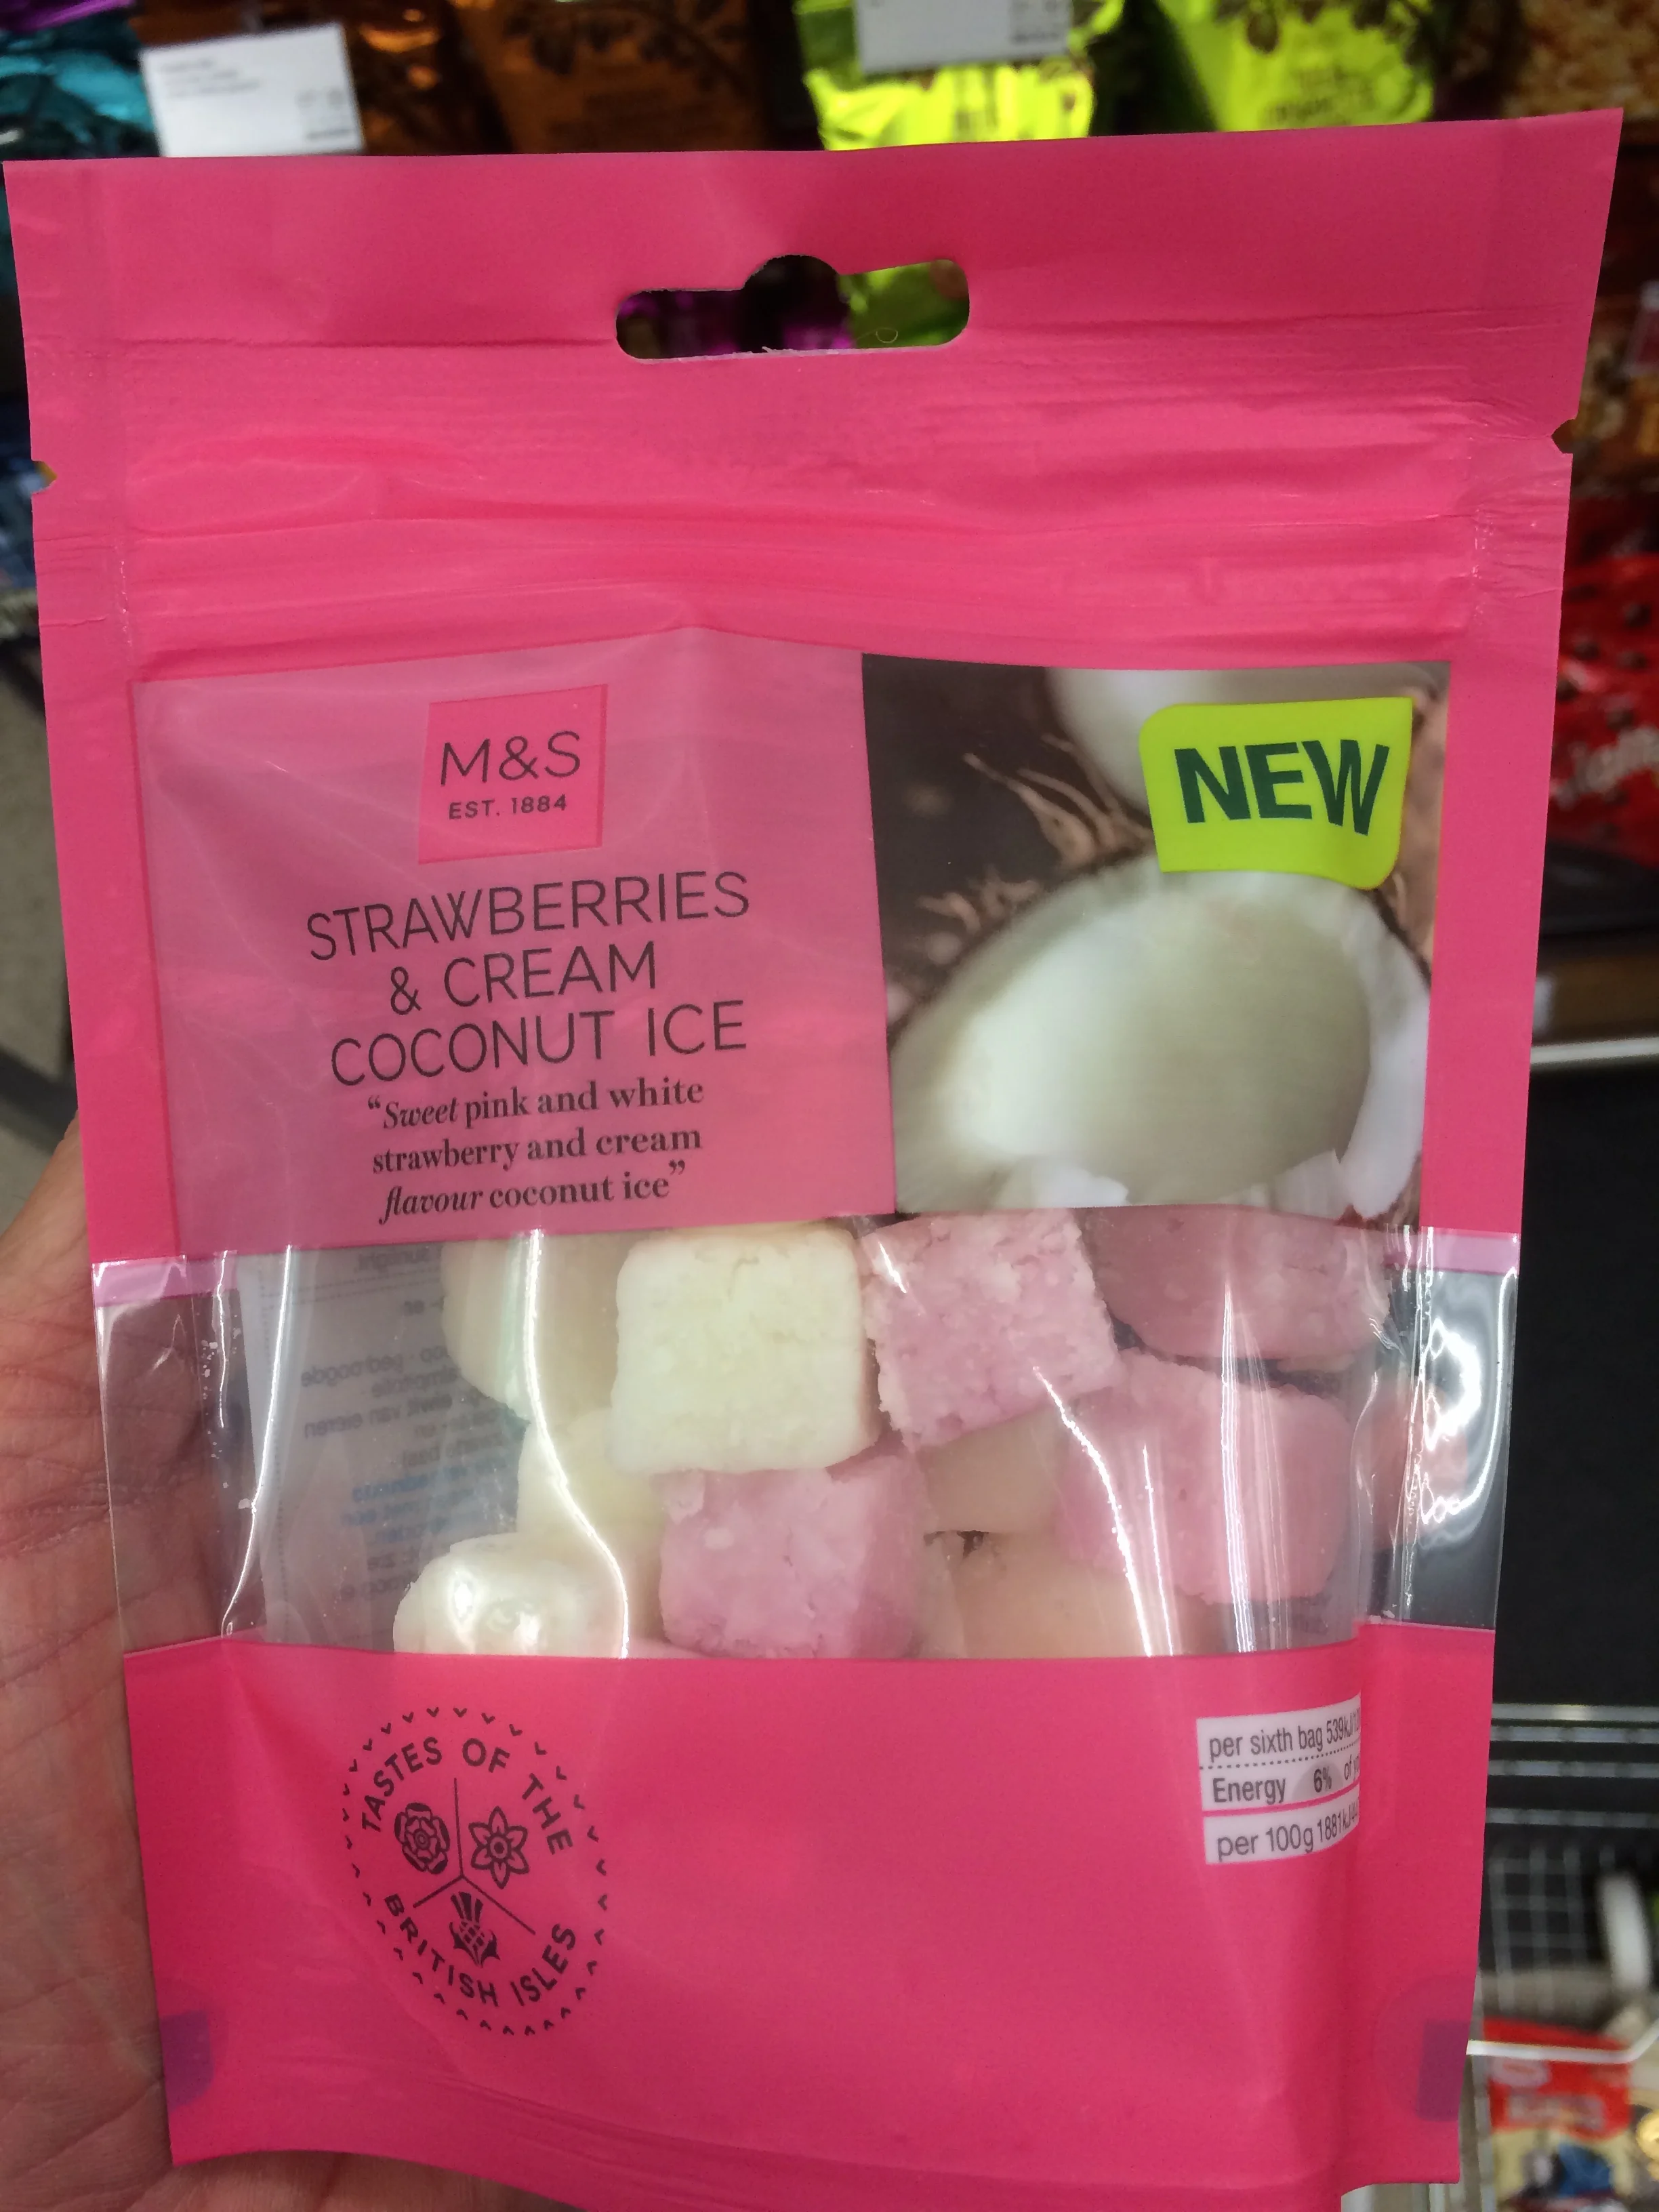 M&S
EST. 1884
NEW
STRAWBERRIES
& CREAM
COCONUT ICE
“Sweet pink and white
strawberry and cream
flavour coconut ice”
TASTES OF THE
BRITISH ISLES
per sixth bag 539kJ
Energy 6% of
per 100g 1881kJ